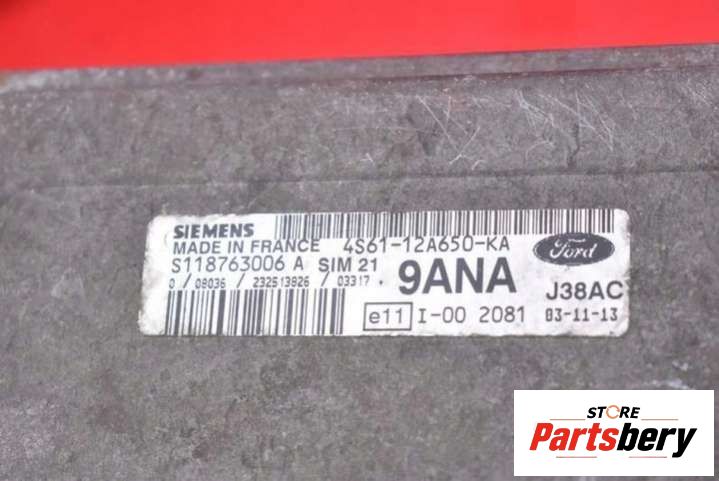 SIEMENS
MADE IN FRANCE 4S61-12A650-KA
Ford
S118763006 A SIM 21 9ANA J38AC
0 / 08036 / 232513826 / 03317 .
e11 I-00 2081 03-11-13
STORE
Partsbery